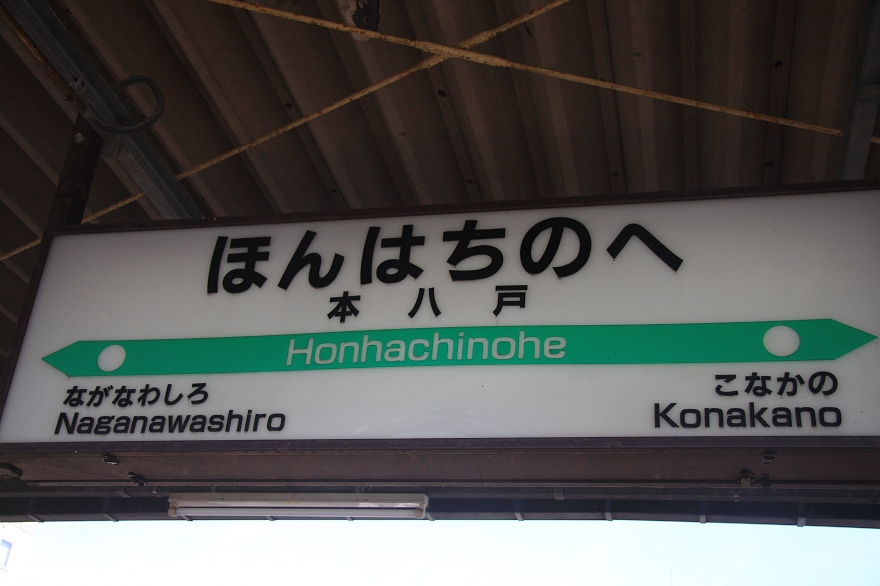 ほんはちのへ
本八戸
Honhachinohe
ながなわしろ
Naganawashiro
こなかの
Konakano